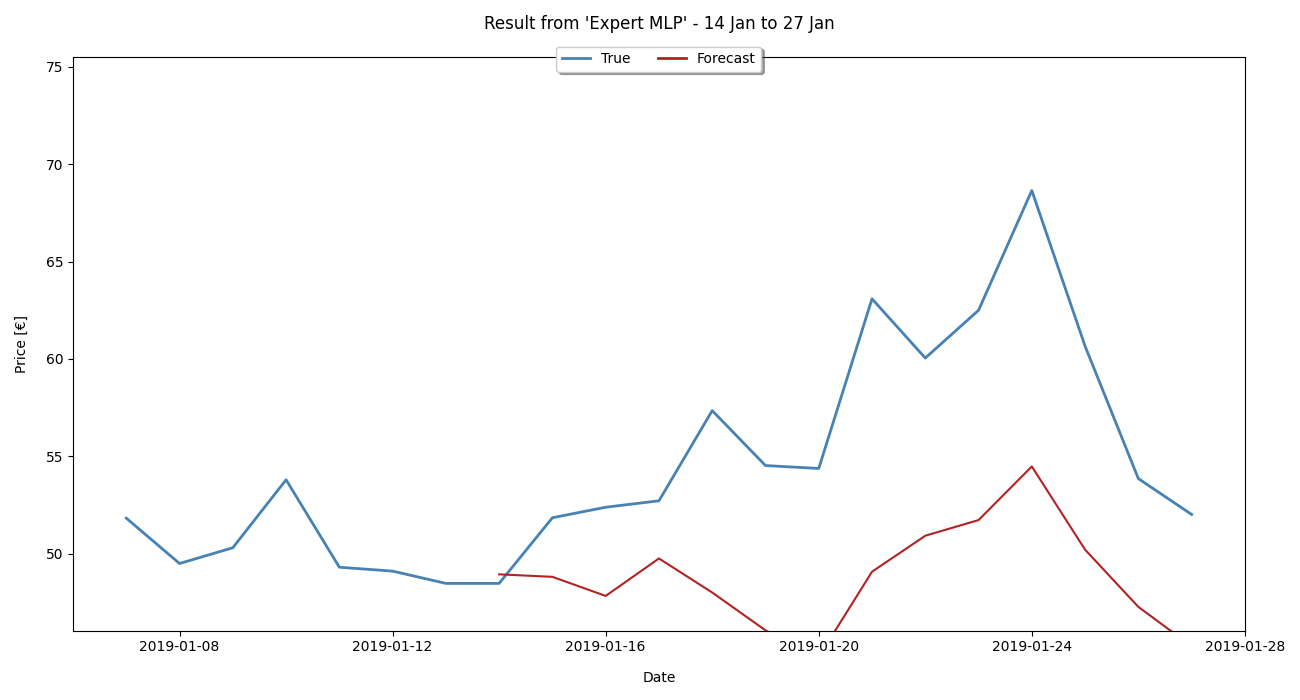 Result from 'Expert MLP' - 14 Jan to 27 Jan
True Forecast
75
70
65
60
55
50
Price [€]
2019-01-08 2019-01-12 2019-01-16 2019-01-20 2019-01-24 2019-01-28
Date